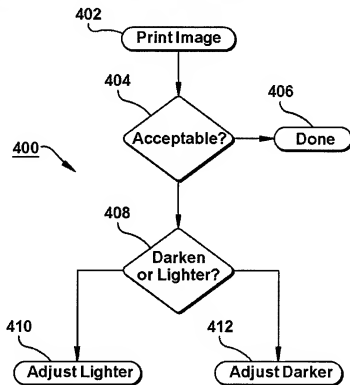 402
Print Image
404
406
Acceptable?
Done
400
408
Darken
or Lighter?
410
412
Adjust Lighter
Adjust Darker